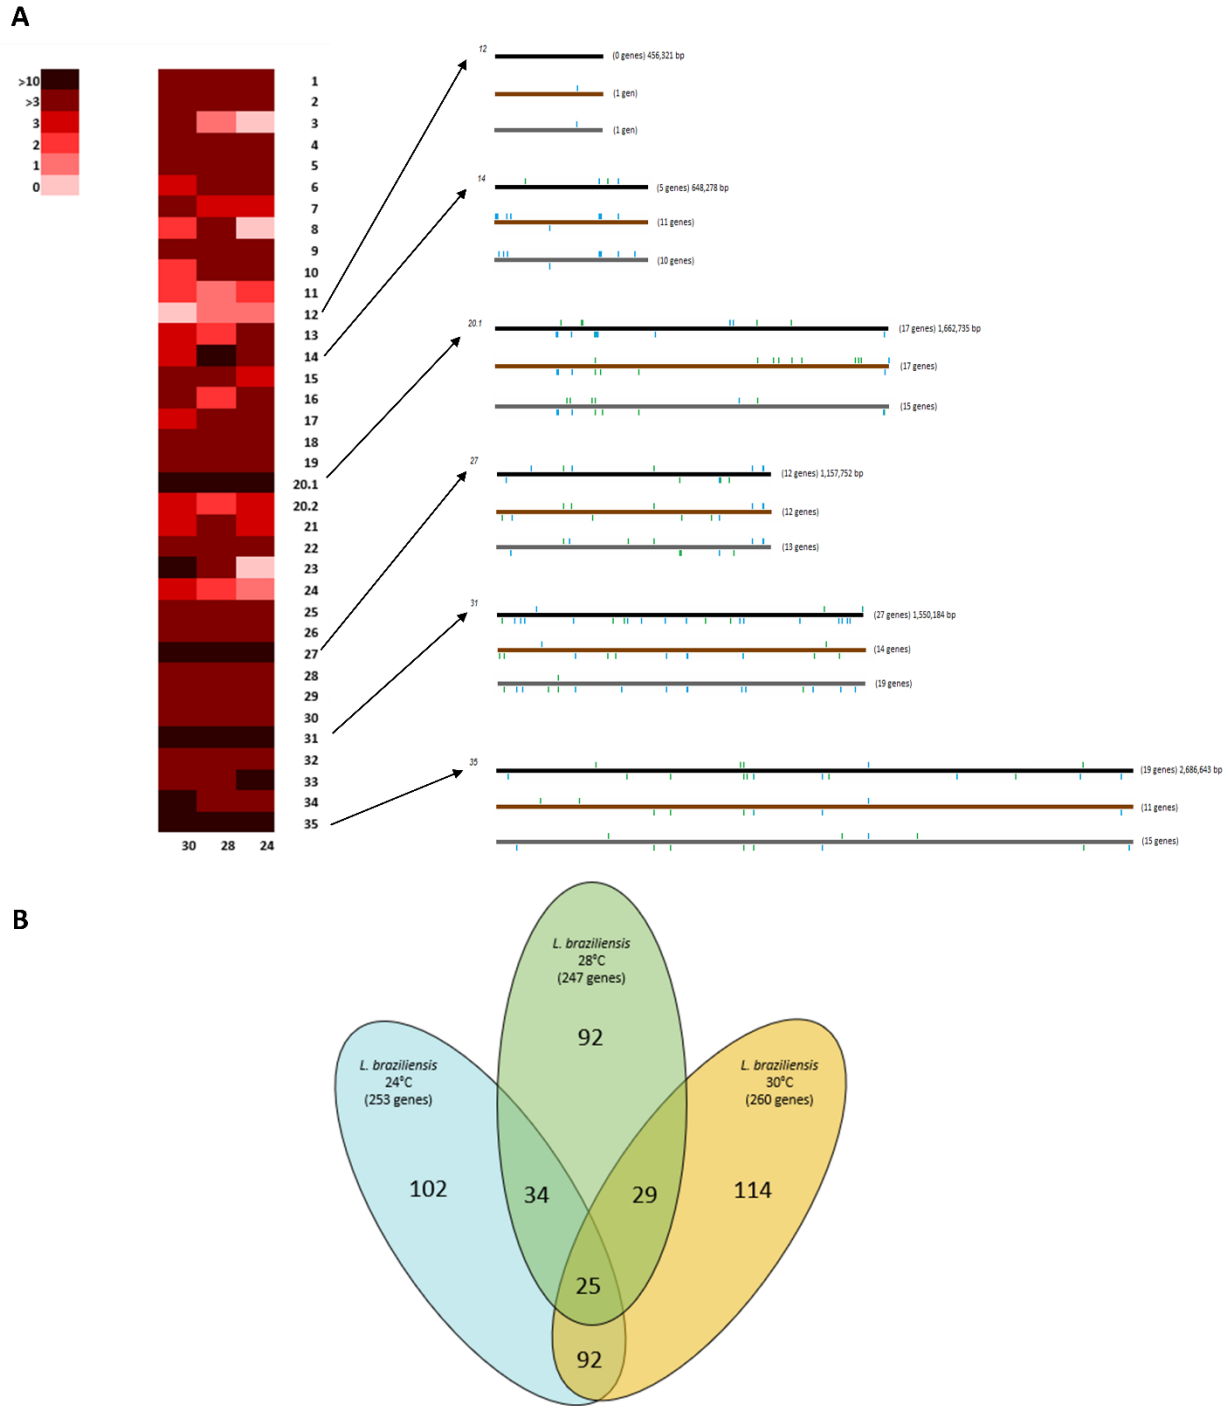 A
>10
>3
3
2
1
0
1
2
3
4
5
6
7
8
9
10
11
12
13
14
15
16
17
18
19
20.1
20.2
21
22
23
24
25
26
27
28
29
30
31
32
33
34
35
30 28 24
12
(0 genes) 456,321 bp
(1 gen)
(1 gen)
14
(5 genes) 648,278 bp
(11 genes)
(10 genes)
20.1
(17 genes) 1,662,735 bp
(17 genes)
(15 genes)
27
(12 genes) 1,157,752 bp
(12 genes)
(13 genes)
31
(27 genes) 1,550,184 bp
(14 genes)
(19 genes)
35
(19 genes) 2,686,643 bp
(11 genes)
(15 genes)
B
L. braziliensis
28°C
(247 genes)
92
L. braziliensis
24°C
(253 genes)
L. braziliensis
30°C
(260 genes)
102
34
29
114
25
92